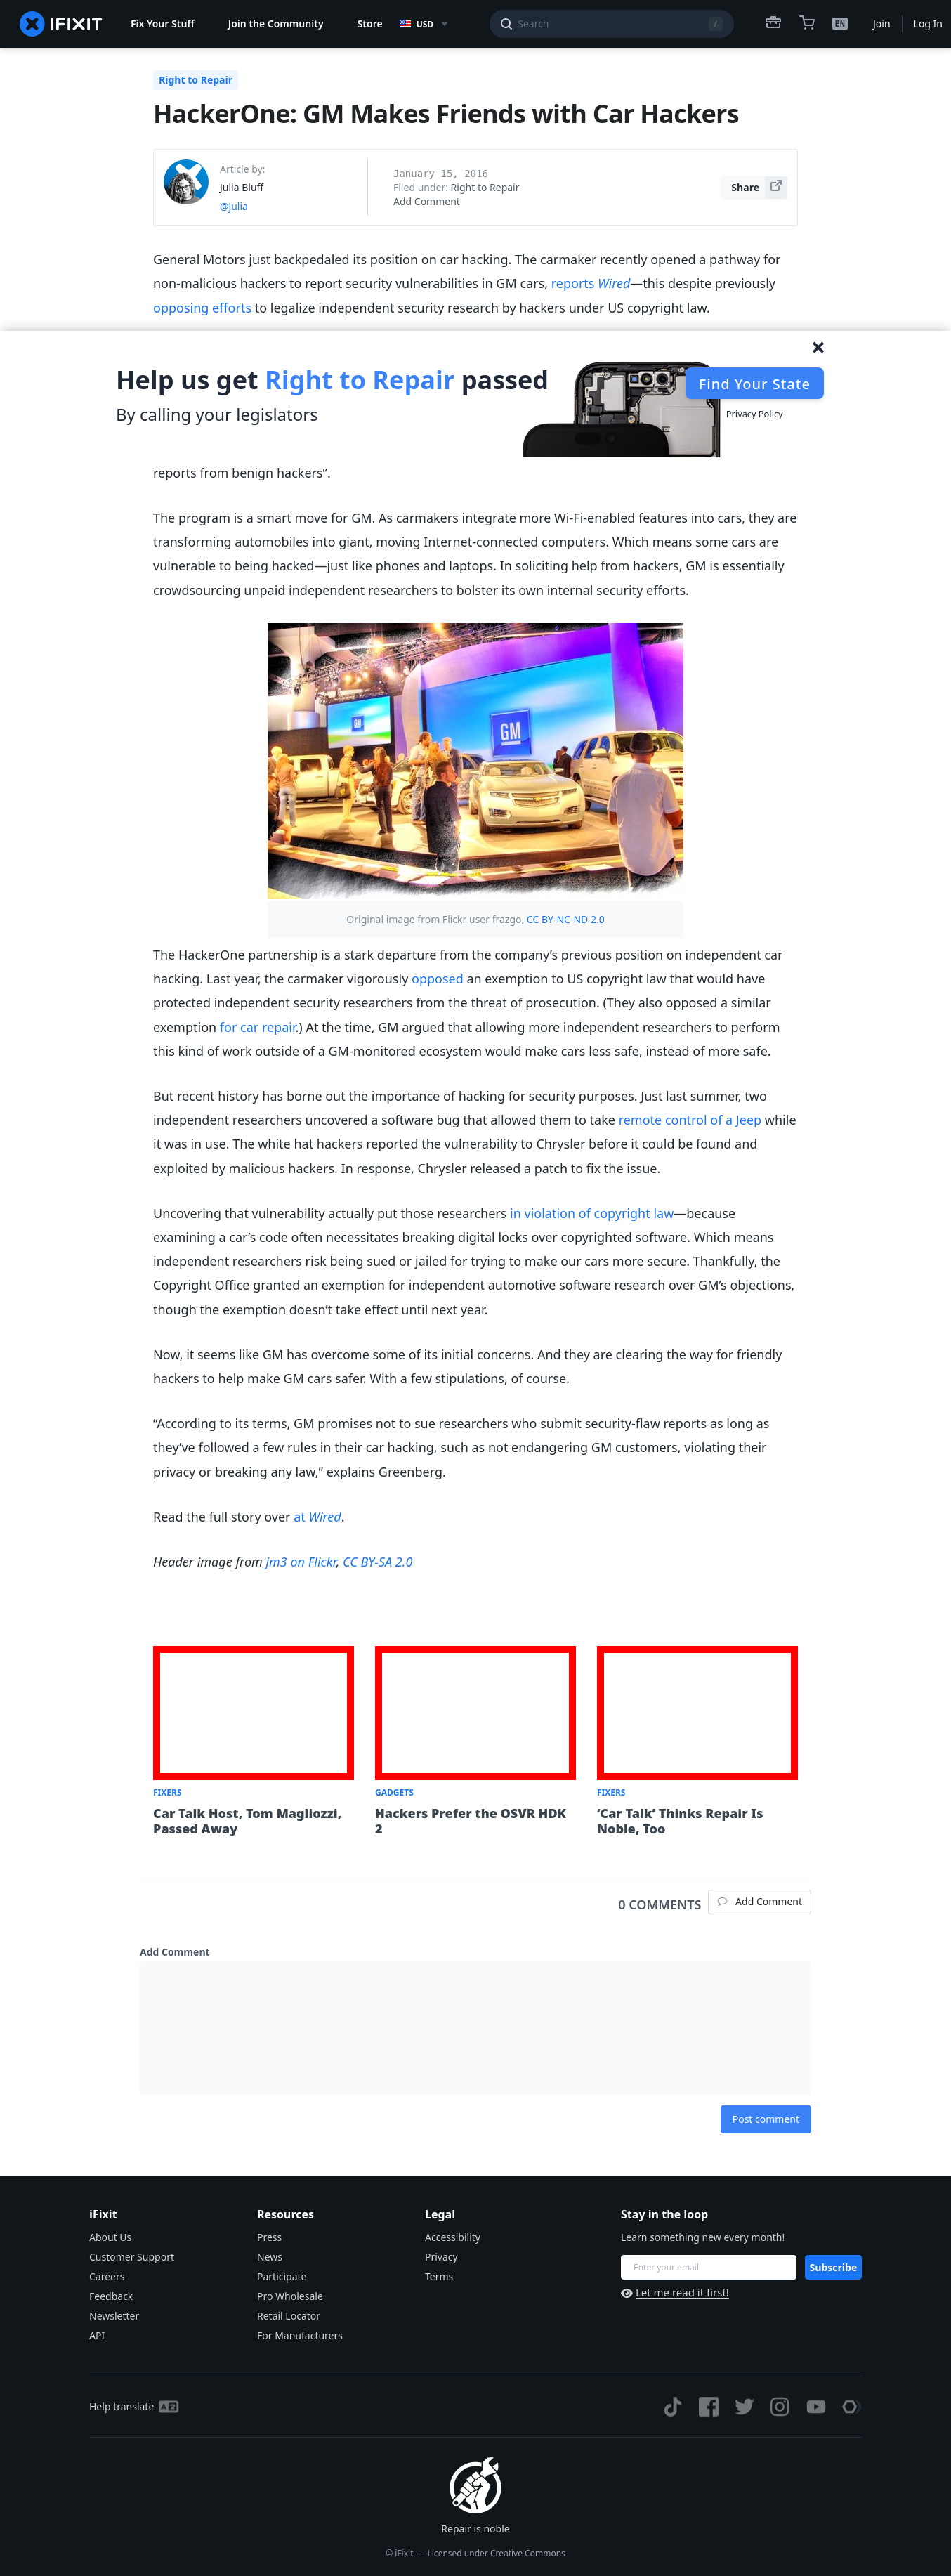 IFIXIT
Fix Your Stuff
Join the Community
Store
USD
Search
/
EN
Join
Log In
Right to Repair
HackerOne: GM Makes Friends with Car Hackers
Article by:
Julia Bluff
@julia
January 15, 2016
Filed under: Right to Repair
Add Comment
Share
General Motors just backpedaled its position on car hacking. The carmaker recently opened a pathway for
non-malicious hackers to report security vulnerabilities in GM cars, reports Wired—this despite previously
opposing efforts to legalize independent security research by hackers under US copyright law.
Help us get Right to Repair passed
By calling your legislators
Find Your State
Privacy Policy
reports from benign hackers”.
The program is a smart move for GM. As carmakers integrate more Wi-Fi-enabled features into cars, they are
transforming automobiles into giant, moving Internet-connected computers. Which means some cars are
vulnerable to being hacked—just like phones and laptops. In soliciting help from hackers, GM is essentially
crowdsourcing unpaid independent researchers to bolster its own internal security efforts.
GM
Original image from Flickr user frazgo, CC BY-NC-ND 2.0
The HackerOne partnership is a stark departure from the company’s previous position on independent car
hacking. Last year, the carmaker vigorously opposed an exemption to US copyright law that would have
protected independent security researchers from the threat of prosecution. (They also opposed a similar
exemption for car repair.) At the time, GM argued that allowing more independent researchers to perform
this kind of work outside of a GM-monitored ecosystem would make cars less safe, instead of more safe.
But recent history has borne out the importance of hacking for security purposes. Just last summer, two
independent researchers uncovered a software bug that allowed them to take remote control of a Jeep while
it was in use. The white hat hackers reported the vulnerability to Chrysler before it could be found and
exploited by malicious hackers. In response, Chrysler released a patch to fix the issue.
Uncovering that vulnerability actually put those researchers in violation of copyright law—because
examining a car’s code often necessitates breaking digital locks over copyrighted software. Which means
independent researchers risk being sued or jailed for trying to make our cars more secure. Thankfully, the
Copyright Office granted an exemption for independent automotive software research over GM’s objections,
though the exemption doesn’t take effect until next year.
Now, it seems like GM has overcome some of its initial concerns. And they are clearing the way for friendly
hackers to help make GM cars safer. With a few stipulations, of course.
“According to its terms, GM promises not to sue researchers who submit security-flaw reports as long as
they’ve followed a few rules in their car hacking, such as not endangering GM customers, violating their
privacy or breaking any law,” explains Greenberg.
Read the full story over at Wired.
Header image from jm3 on Flickr, CC BY-SA 2.0
FIXERS
Car Talk Host, Tom Magliozzi,
Passed Away
GADGETS
Hackers Prefer the OSVR HDK
2
FIXERS
‘Car Talk’ Thinks Repair Is
Noble, Too
0 COMMENTS
Add Comment
Add Comment
Post comment
iFixit
About Us
Customer Support
Careers
Feedback
Newsletter
API
Resources
Press
News
Participate
Pro Wholesale
Retail Locator
For Manufacturers
Legal
Accessibility
Privacy
Terms
Stay in the loop
Learn something new every month!
Enter your email
Subscribe
Let me read it first!
Help translate
Repair is noble
© iFixit — Licensed under Creative Commons